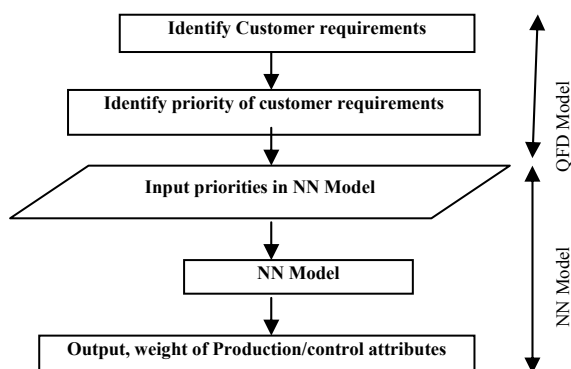 Identify Customer requirements
Identify priority of customer requirements
Input priorities in NN Model
NN Model
Output, weight of Production/control attributes
QFD Model
NN Model